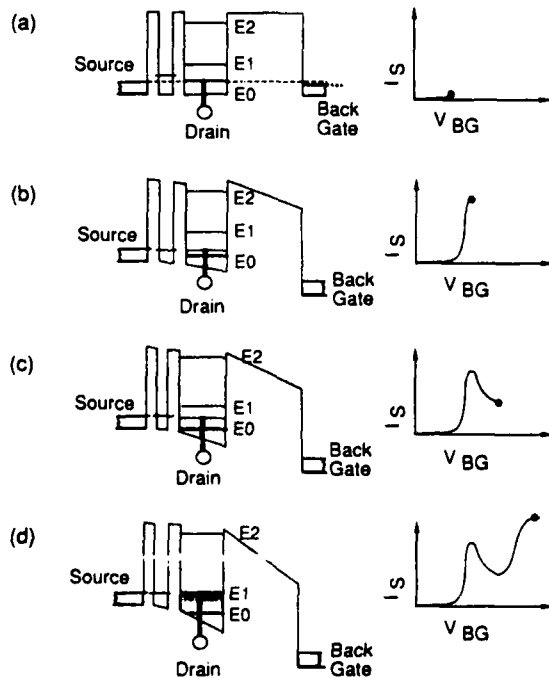 (a)
E2
Source
E1
E0
Drain
Back
Gate
I S
V BG
(b)
E2
Source
E1
E0
Drain
Back
Gate
I S
V BG
(c)
E2
Source
E1
E0
Drain
Back
Gate
I S
V BG
(d)
E2
Source
E1
E0
Drain
Back
Gate
I S
V BG